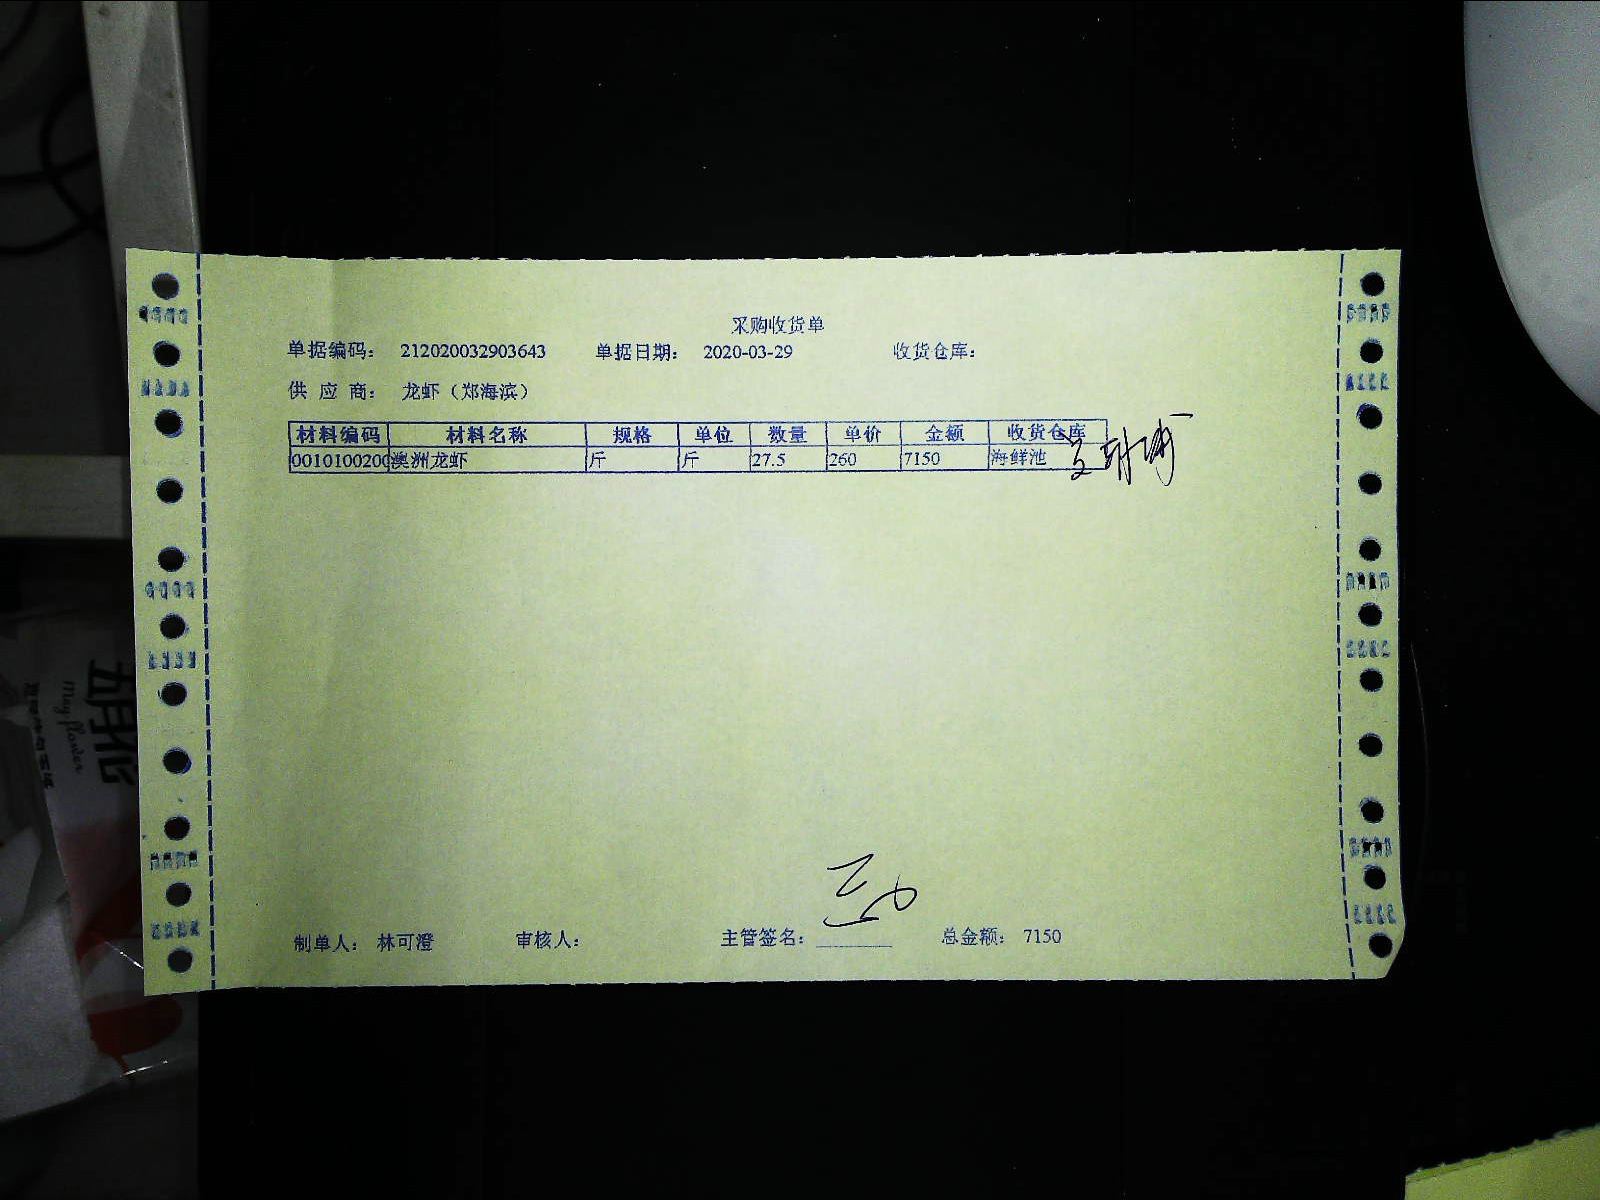 采购收货单
单据编码： 212020032903643 单据日期： 2020-03-29 收货仓库：
供 应 商： 龙虾（郑海滨）
材料编码 材料名称 规格 单位 数量 单价 金额 收货仓库
0010100200 澳洲龙虾 斤 斤 27.5 260 7150 海鲜池
制单人： 林可澄 审核人： 主管签名： 总金额： 7150
五月花
Mayflower